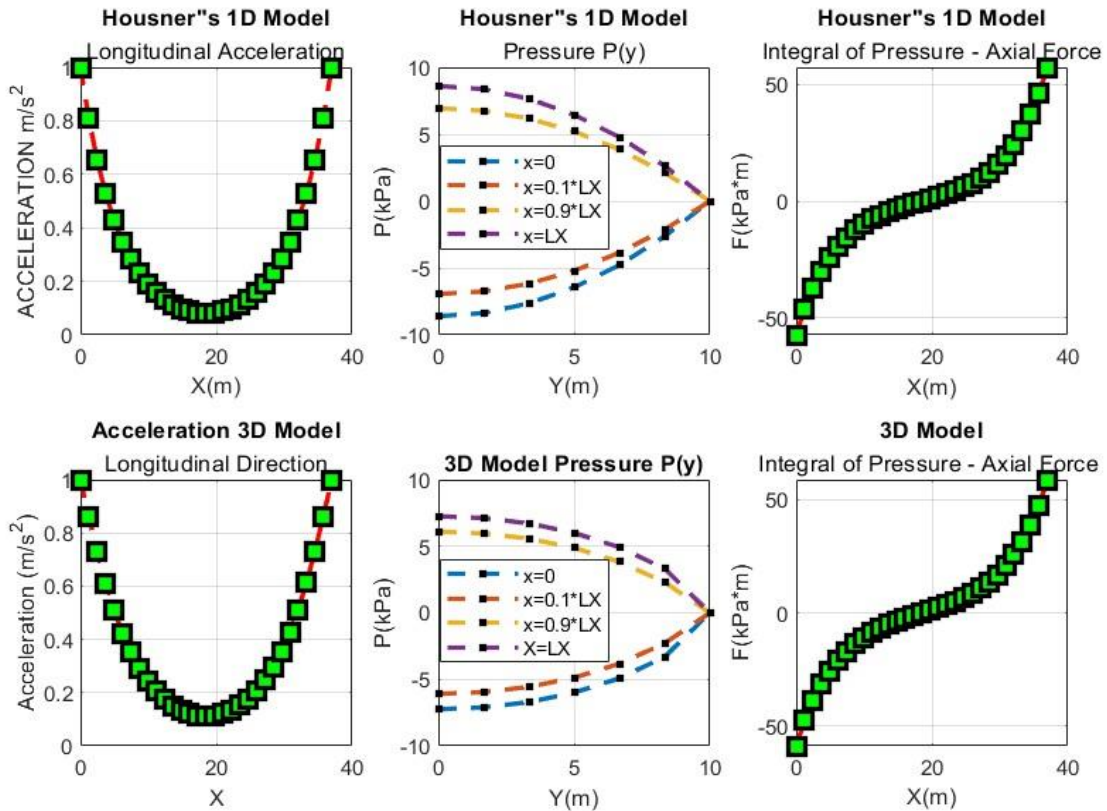 Housner"s 1D Model
Longitudinal Acceleration
ACCELERATION m/s²
1
0.8
0.6
0.4
0.2
0
0
20
40
X(m)
Housner"s 1D Model
Pressure P(y)
P(kPa)
10
5
0
-5
-10
x=0
x=0.1*LX
x=0.9*LX
x=LX
0
5
10
Y(m)
Housner"s 1D Model
Integral of Pressure - Axial Force
F(kPa*m)
50
0
-50
0
20
40
X(m)
Acceleration 3D Model
Longitudinal Direction
Acceleration (m/s²)
1
0.8
0.6
0.4
0.2
0
0
20
40
X
3D Model Pressure P(y)
P(kPa)
10
5
0
-5
-10
x=0
x=0.1*LX
x=0.9*LX
X=LX
0
5
10
Y(m)
3D Model
Integral of Pressure - Axial Force
F(kPa*m)
50
0
-50
0
20
40
X(m)